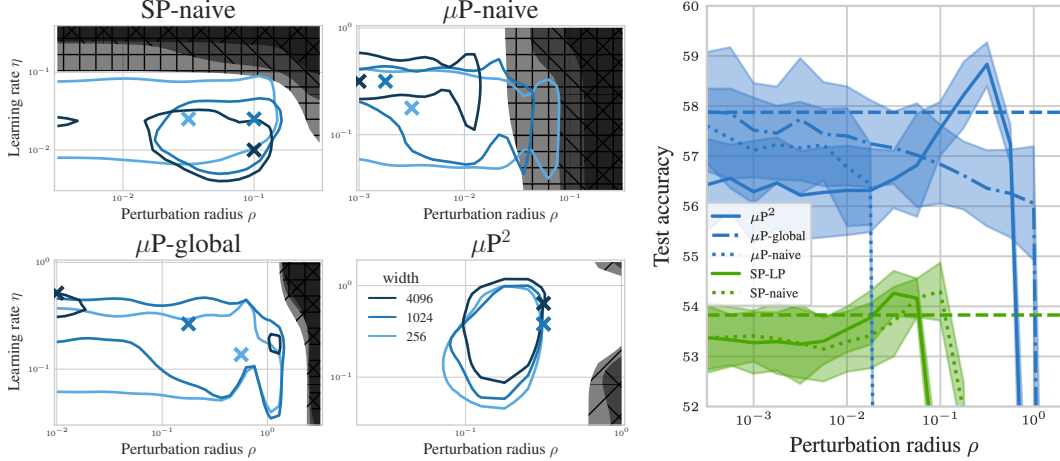 SP-naive
Learning rate η
10⁻¹
10⁻²
10⁻²
10⁻¹
Perturbation radius ρ
μP-naive
10⁰
10⁻¹
10⁻³
10⁻²
10⁻¹
Perturbation radius ρ
μP-global
Learning rate η
10⁰
10⁻¹
10⁻²
10⁻¹
10⁰
Perturbation radius ρ
μP²
width
4096
1024
256
10⁰
10⁻¹
10⁻¹
10⁰
Perturbation radius ρ
Test accuracy
60
59
58
57
56
55
54
53
52
μP²
μP-global
μP-naive
SP-LP
SP-naive
10⁻³
10⁻²
10⁻¹
10⁰
Perturbation radius ρ